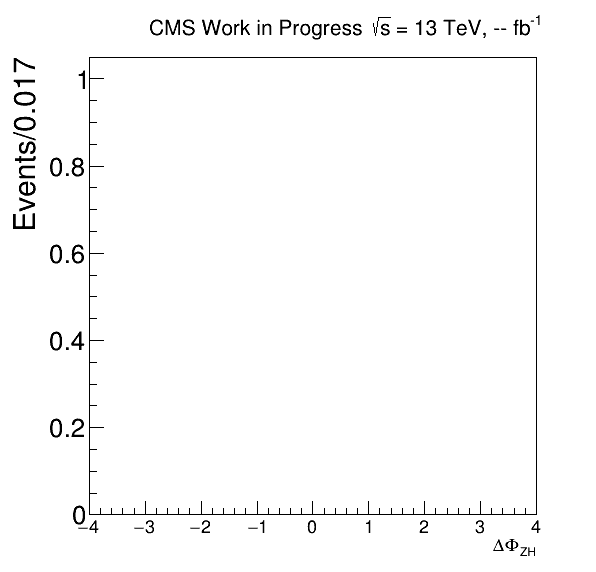 CMS Work in Progress √s = 13 TeV, -- fb⁻¹
Events/0.017
1
0.8
0.6
0.4
0.2
0
−4 −3 −2 −1 0 1 2 3 4
ΔΦ_ZH